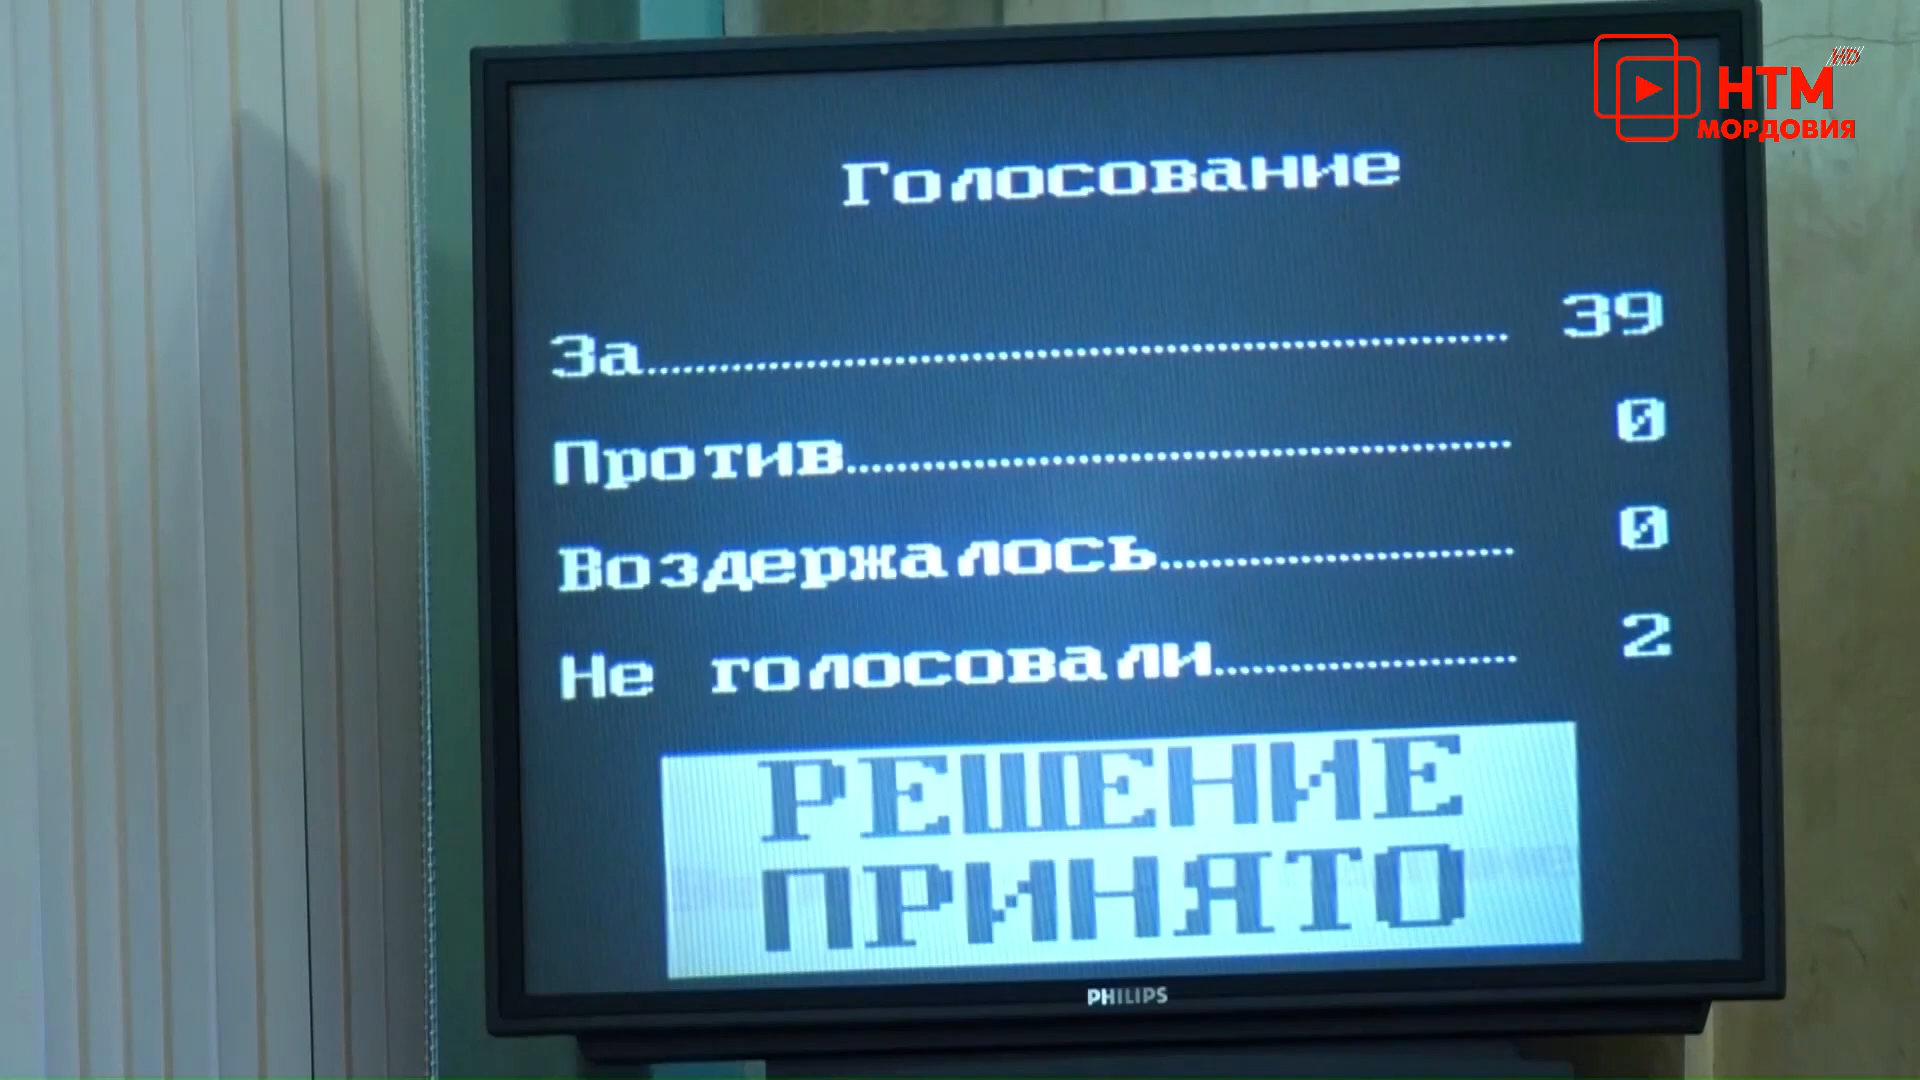 HD
НТМ
МОРДОВИЯ
Голосование
За 39
Против 0
Воздержалось 0
Не голосовали 2
РЕШЕНИЕ
ПРИНЯТО
PHILIPS